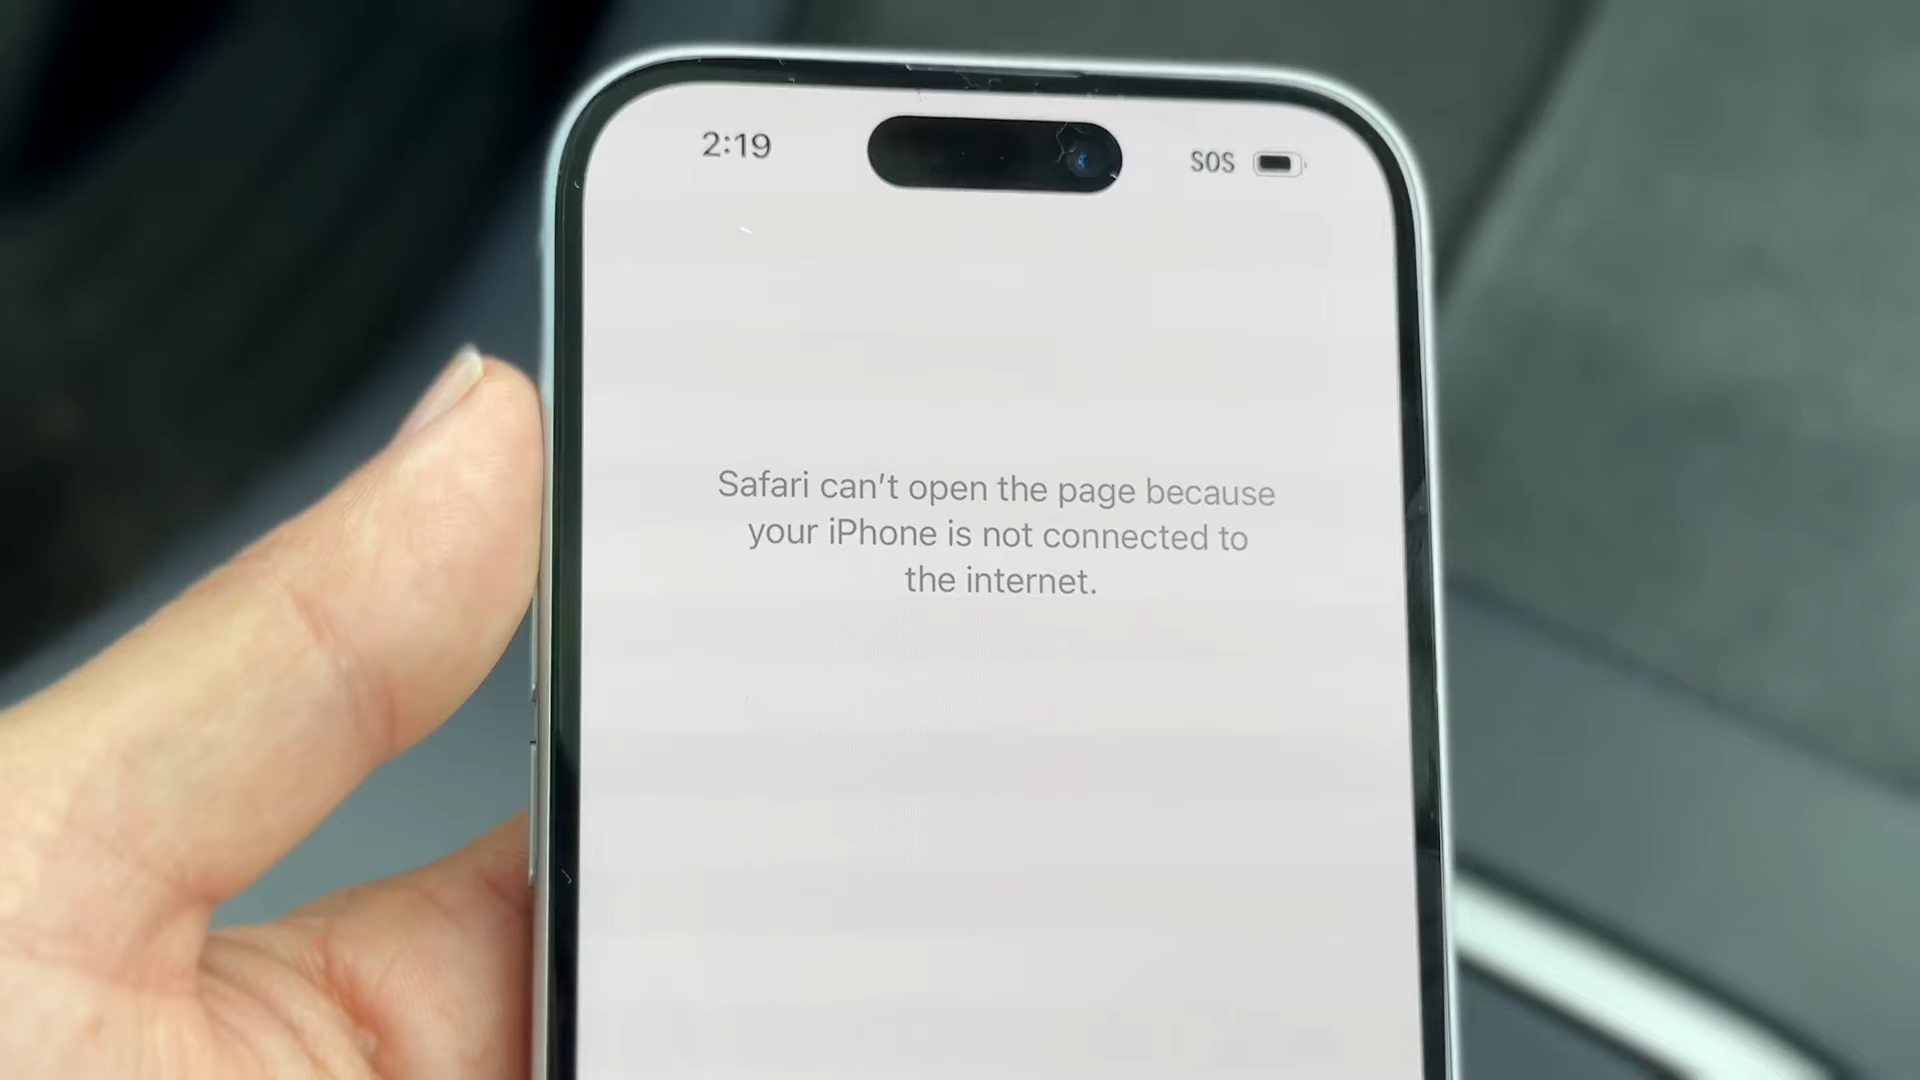 2:19
SOS
Safari can't open the page because
your iPhone is not connected to
the internet.